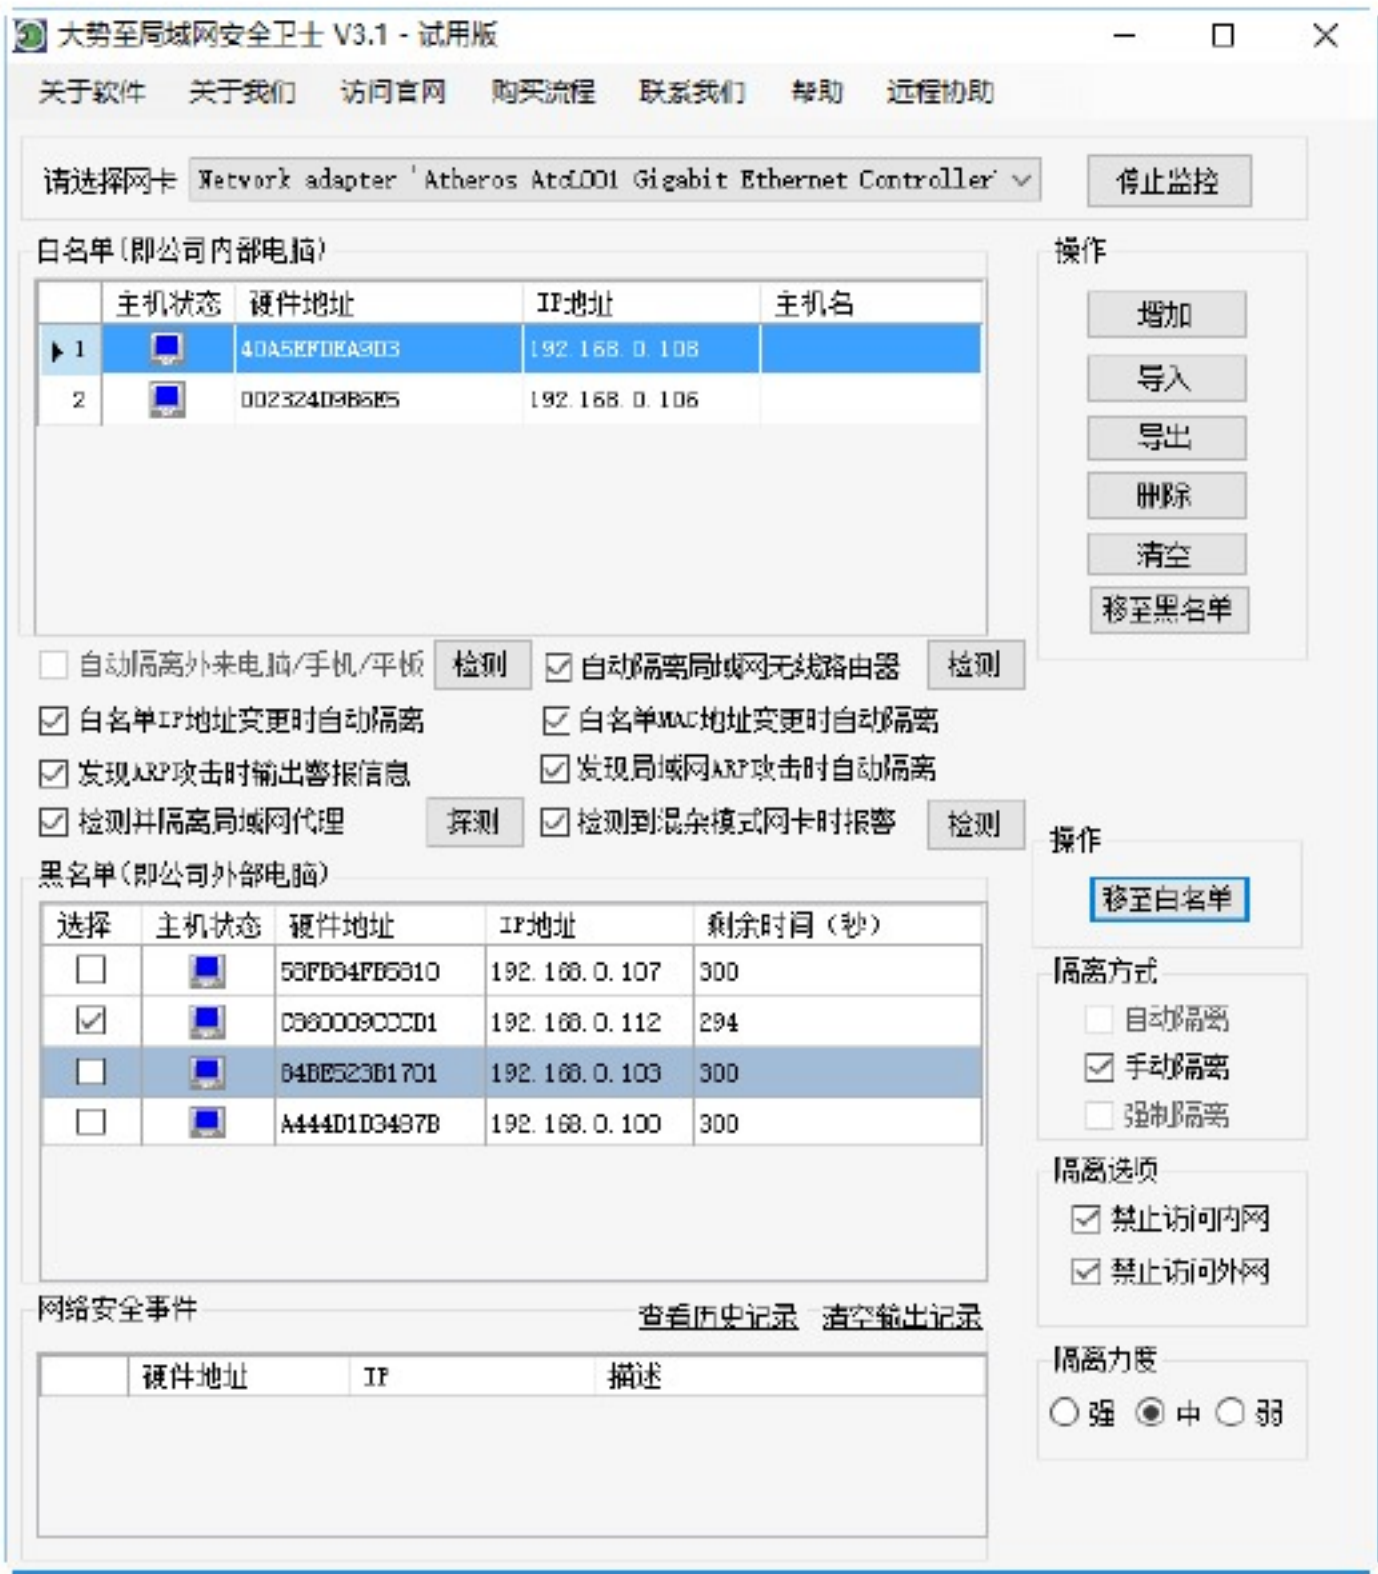 大势至局域网安全卫士 V3.1 - 试用版
关于软件 关于我们 访问官网 购买流程 联系我们 帮助 远程协助
请选择网卡 Network adapter 'Atheros AtcL001 Gigabit Ethernet Controller' 停止监控
白名单(即公司内部电脑)
主机状态 硬件地址 IP地址 主机名
1 40A5EFDEA9D3 192.168.0.108
2 002324D9B6E5 192.168.0.106
操作
增加
导入
导出
删除
清空
移至黑名单
自动隔离外来电脑/手机/平板 检测 自动隔离局域网无线路由器 检测
白名单IP地址变更时自动隔离 白名单MAC地址变更时自动隔离
发现ARP攻击时输出警报信息 发现局域网ARP攻击时自动隔离
检测并隔离局域网代理 探测 检测到混杂模式网卡时报警 检测
黑名单(即公司外部电脑)
选择 主机状态 硬件地址 IP地址 剩余时间（秒）
192.168.0.107 300
192.168.0.112 294
84BE523B1701 192.168.0.103 300
A444D1D3487B 192.168.0.100 300
操作
移至白名单
隔离方式
自动隔离
手动隔离
强制隔离
隔离选项
禁止访问内网
禁止访问外网
网络安全事件 查看历史记录 清空输出记录
硬件地址 IP 描述
隔离力度
强 中 弱